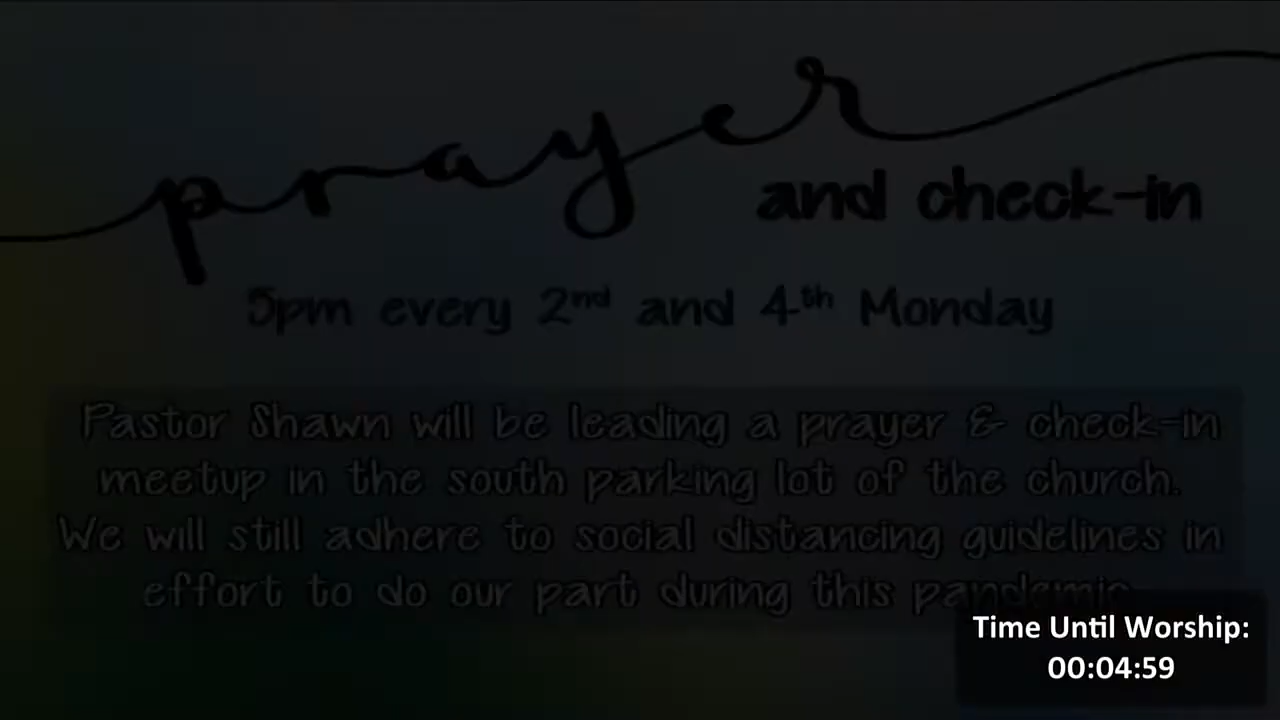 prayer
and check-in
5pm every 2nd and 4th Monday
Pastor Shawn will be leading a prayer & check-in
meetup in the south parking lot of the church.
We will still adhere to social distancing guidelines in
effort to do our part during this pandemic.
Time Until Worship:
00:04:59